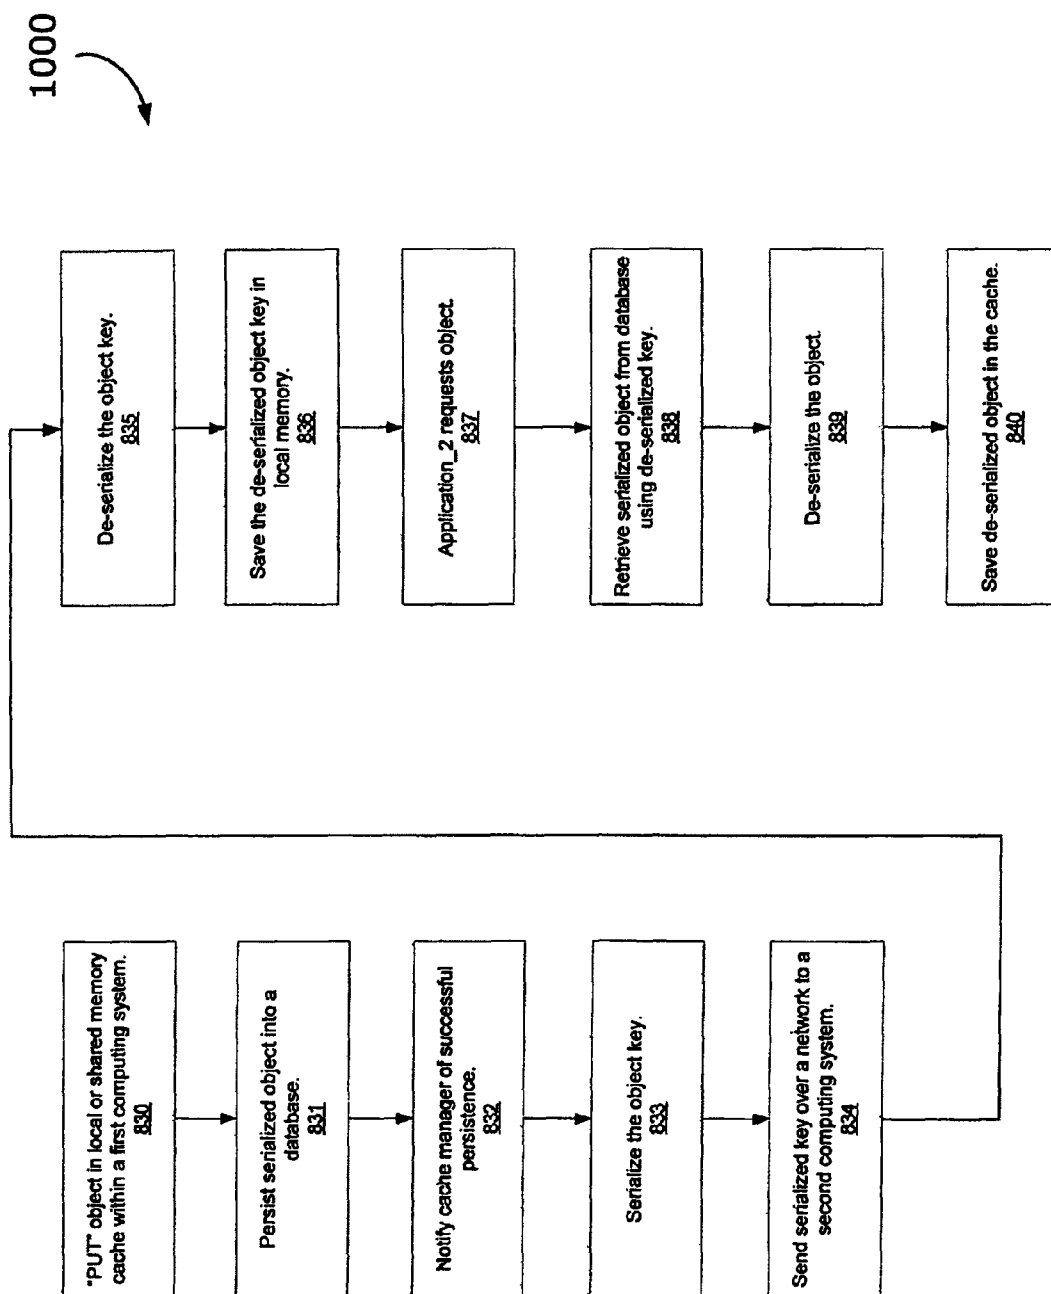 1000
"PUT" object in local or shared memory
cache within a first computing system.
830
Persist serialized object into a
database.
831
Notify cache manager of successful
persistence.
832
Serialize the object key.
833
Send serialized key over a network to a
second computing system.
834
De-serialize the object key.
835
Save the de-serialized object key in
local memory.
836
Application_2 requests object.
837
Retrieve serialized object from database
using de-serialized key.
838
De-serialize the object.
839
Save de-serialized object in the cache.
840